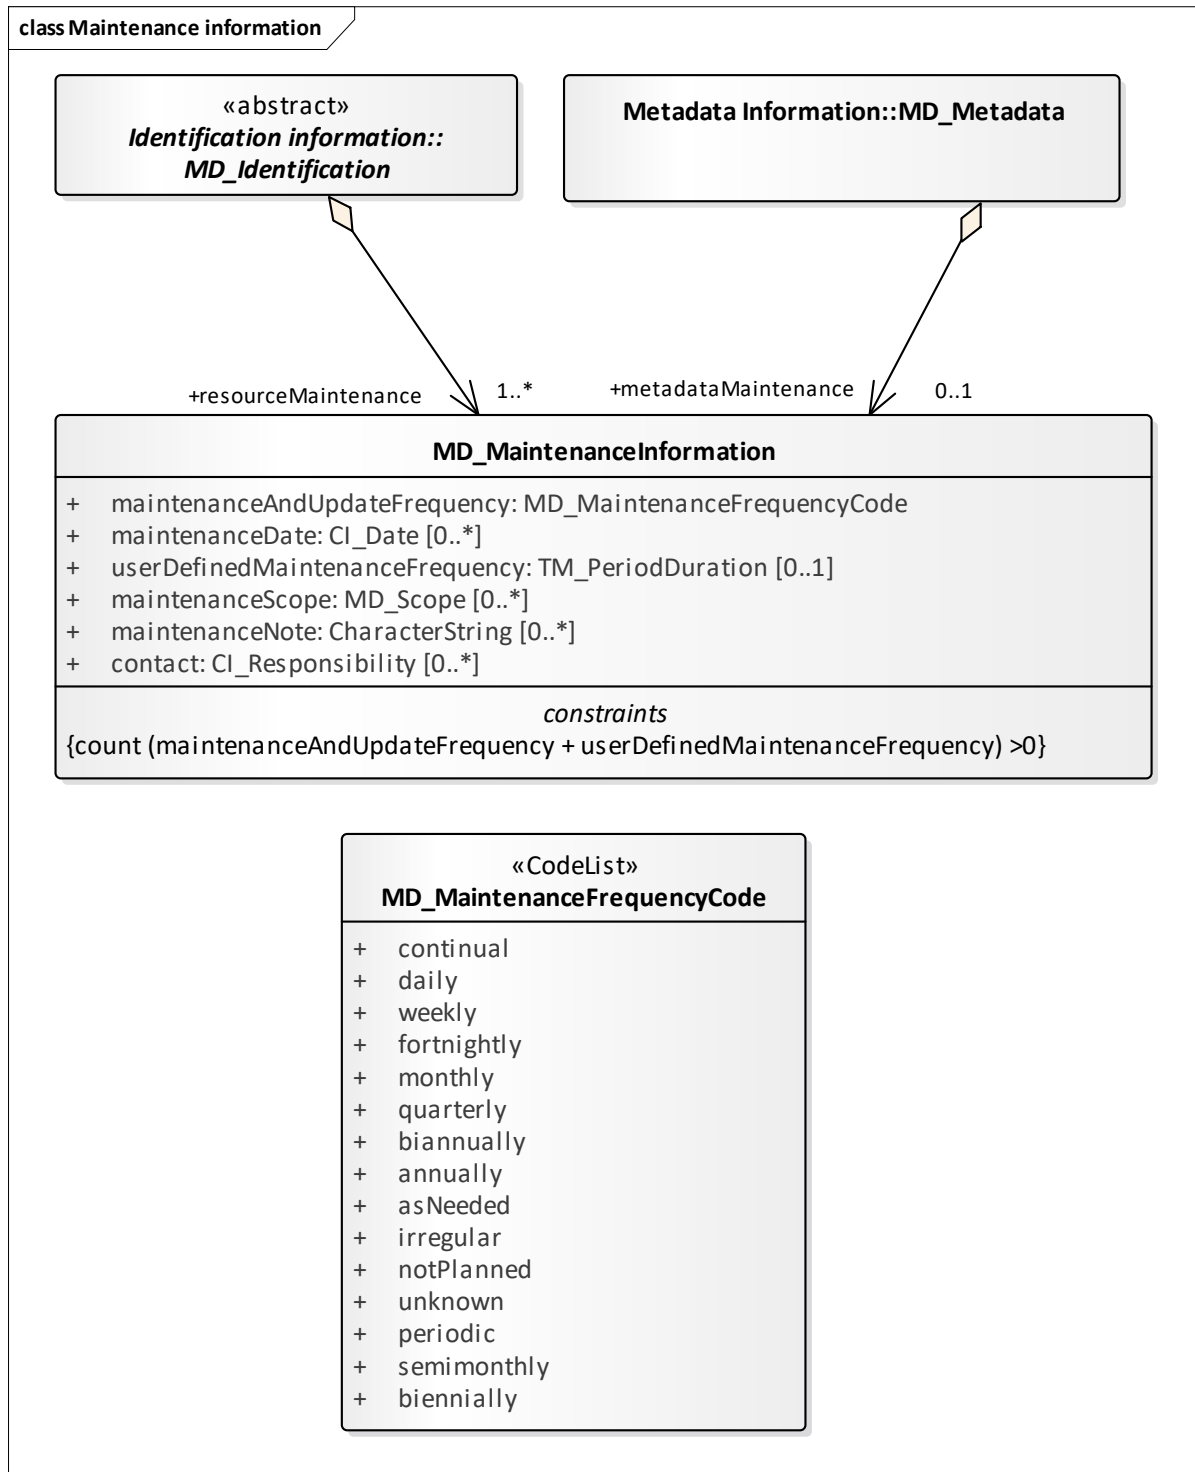 class Maintenance information
«abstract»
Identification information::
MD_Identification
Metadata Information::MD_Metadata
+resourceMaintenance 1..*
+metadataMaintenance 0..1
MD_MaintenanceInformation
+ maintenanceAndUpdateFrequency: MD_MaintenanceFrequencyCode
+ maintenanceDate: CI_Date [0..*]
+ userDefinedMaintenanceFrequency: TM_PeriodDuration [0..1]
+ maintenanceScope: MD_Scope [0..*]
+ maintenanceNote: CharacterString [0..*]
+ contact: CI_Responsibility [0..*]
constraints
{count (maintenanceAndUpdateFrequency + userDefinedMaintenanceFrequency) >0}
«CodeList»
MD_MaintenanceFrequencyCode
+ continual
+ daily
+ weekly
+ fortnightly
+ monthly
+ quarterly
+ biannually
+ annually
+ asNeeded
+ irregular
+ notPlanned
+ unknown
+ periodic
+ semimonthly
+ biennially